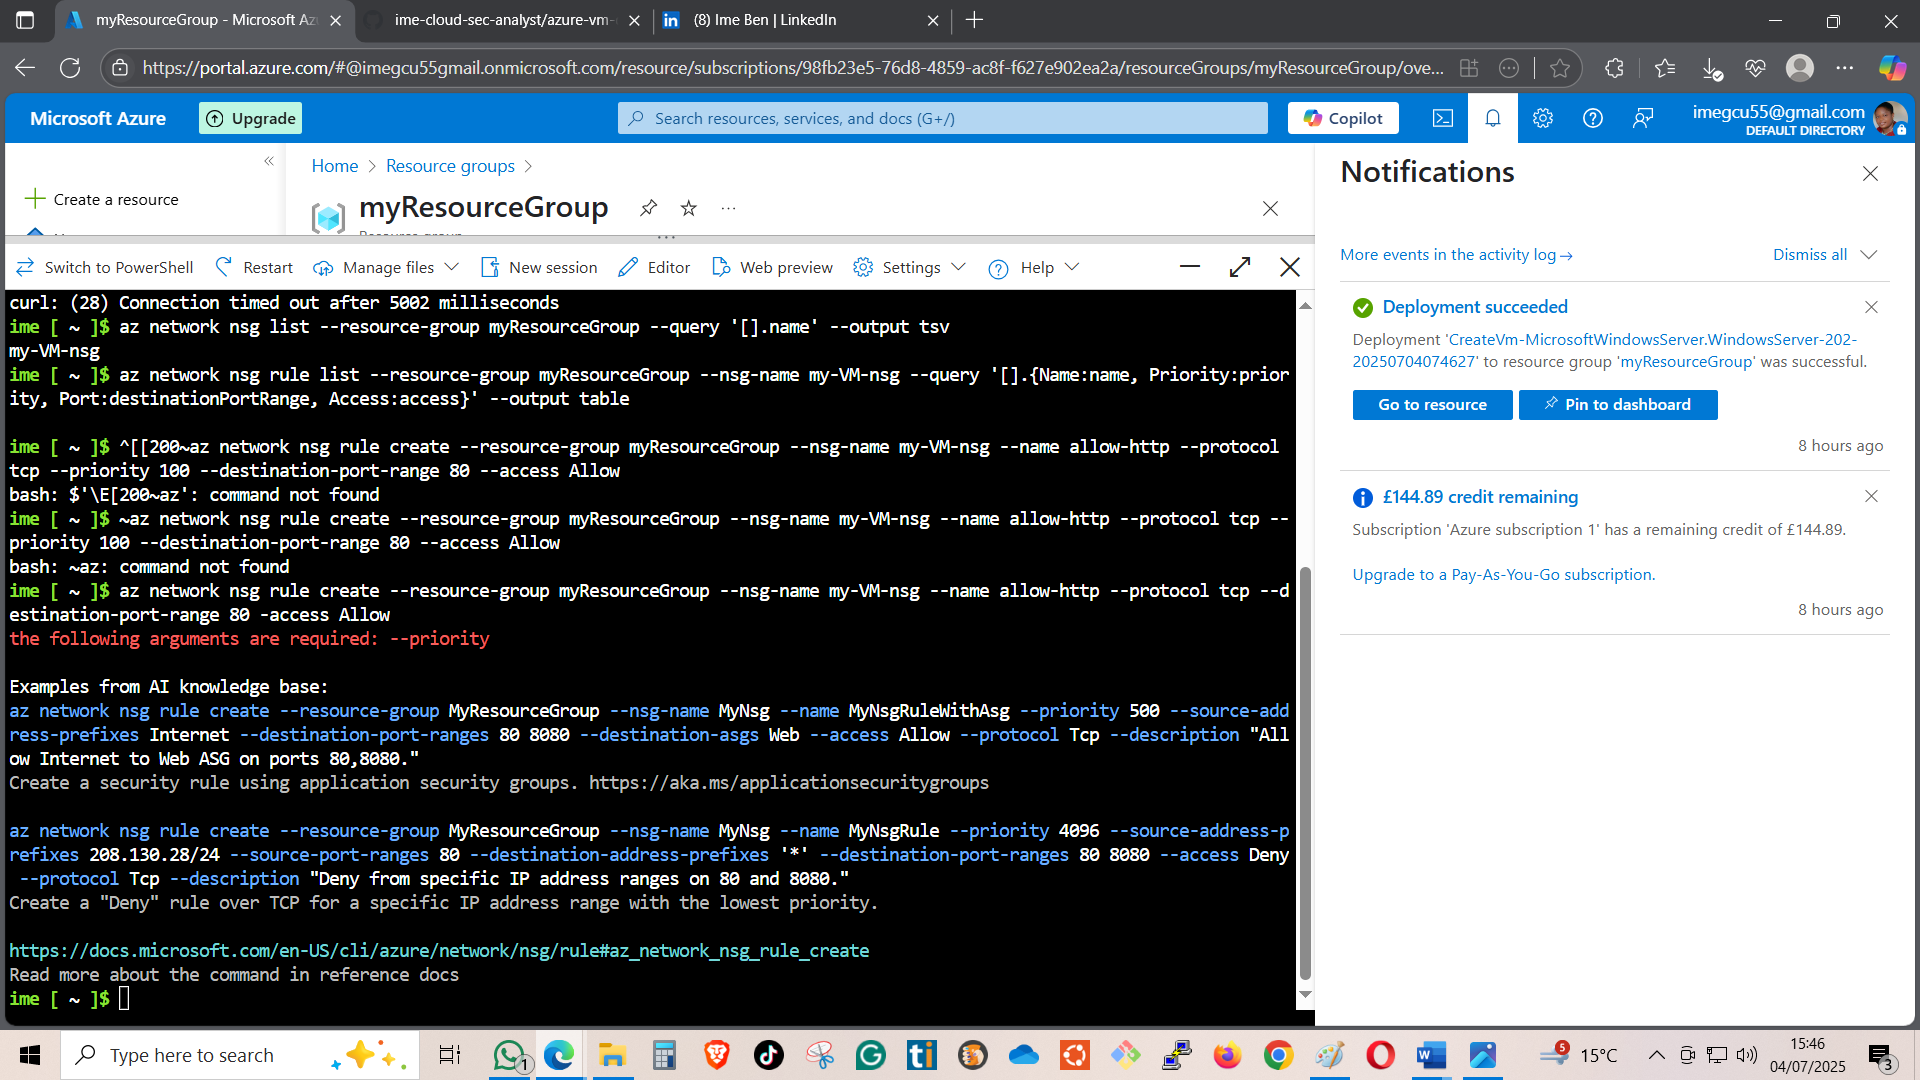 myResourceGroup - Microsoft Az
ime-cloud-sec-analyst/azure-vm-
(8) Ime Ben | LinkedIn
https://portal.azure.com/#@imegcu55gmail.onmicrosoft.com/resource/subscriptions/98fb23e5-76d8-4859-ac8f-f627e902ea2a/resourceGroups/myResourceGroup/ove...
Microsoft Azure
Upgrade
Search resources, services, and docs (G+/)
Copilot
imegcu55@gmail.com
DEFAULT DIRECTORY
Create a resource
Home > Resource groups >
myResourceGroup
Switch to PowerShell
Restart
Manage files
New session
Editor
Web preview
Settings
Help
curl: (28) Connection timed out after 5002 milliseconds
ime [ ~ ]$ az network nsg list --resource-group myResourceGroup --query '[].name' --output tsv
my-VM-nsg
ime [ ~ ]$ az network nsg rule list --resource-group myResourceGroup --nsg-name my-VM-nsg --query '[].{Name:name, Priority:prior
ity, Port:destinationPortRange, Access:access}' --output table
ime [ ~ ]$ ^[[200~az network nsg rule create --resource-group myResourceGroup --nsg-name my-VM-nsg --name allow-http --protocol
tcp --priority 100 --destination-port-range 80 --access Allow
bash: $'\E[200~az': command not found
ime [ ~ ]$ ~az network nsg rule create --resource-group myResourceGroup --nsg-name my-VM-nsg --name allow-http --protocol tcp --
priority 100 --destination-port-range 80 --access Allow
bash: ~az: command not found
ime [ ~ ]$ az network nsg rule create --resource-group myResourceGroup --nsg-name my-VM-nsg --name allow-http --protocol tcp --d
estination-port-range 80 -access Allow
the following arguments are required: --priority
Examples from AI knowledge base:
az network nsg rule create --resource-group MyResourceGroup --nsg-name MyNsg --name MyNsgRuleWithAsg --priority 500 --source-add
ress-prefixes Internet --destination-port-ranges 80 8080 --destination-asgs Web --access Allow --protocol Tcp --description "All
ow Internet to Web ASG on ports 80,8080."
Create a security rule using application security groups. https://aka.ms/applicationsecuritygroups
az network nsg rule create --resource-group MyResourceGroup --nsg-name MyNsg --name MyNsgRule --priority 4096 --source-address-p
refixes 208.130.28/24 --source-port-ranges 80 --destination-address-prefixes '*' --destination-port-ranges 80 8080 --access Deny
--protocol Tcp --description "Deny from specific IP address ranges on 80 and 8080."
Create a "Deny" rule over TCP for a specific IP address range with the lowest priority.
https://docs.microsoft.com/en-US/cli/azure/network/nsg/rule#az_network_nsg_rule_create
Read more about the command in reference docs
ime [ ~ ]$
Notifications
More events in the activity log →
Dismiss all
Deployment succeeded
Deployment 'CreateVm-MicrosoftWindowsServer.WindowsServer-202-
20250704074627' to resource group 'myResourceGroup' was successful.
Go to resource
Pin to dashboard
8 hours ago
£144.89 credit remaining
Subscription 'Azure subscription 1' has a remaining credit of £144.89.
Upgrade to a Pay-As-You-Go subscription.
8 hours ago
Type here to search
1
ti
5
15°C
15:46
04/07/2025
3